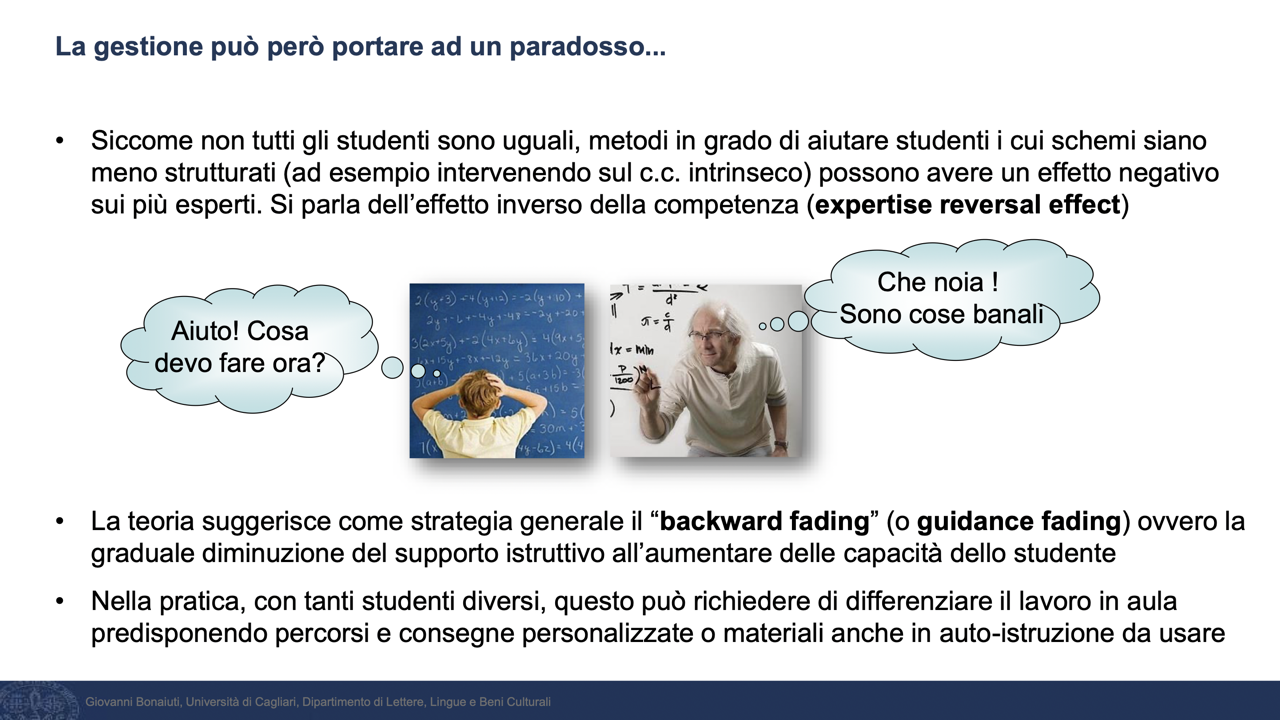 La gestione può però portare ad un paradosso...
• Siccome non tutti gli studenti sono uguali, metodi in grado di aiutare studenti i cui schemi siano
meno strutturati (ad esempio intervenendo sul c.c. intrinseco) possono avere un effetto negativo
sui più esperti. Si parla dell’effetto inverso della competenza (expertise reversal effect)
Aiuto! Cosa
devo fare ora?
Che noia !
Sono cose banali
• La teoria suggerisce come strategia generale il “backward fading” (o guidance fading) ovvero la
graduale diminuzione del supporto istruttivo all’aumentare delle capacità dello studente
• Nella pratica, con tanti studenti diversi, questo può richiedere di differenziare il lavoro in aula
predisponendo percorsi e consegne personalizzate o materiali anche in auto-istruzione da usare
Giovanni Bonaiuti, Università di Cagliari, Dipartimento di Lettere, Lingue e Beni Culturali